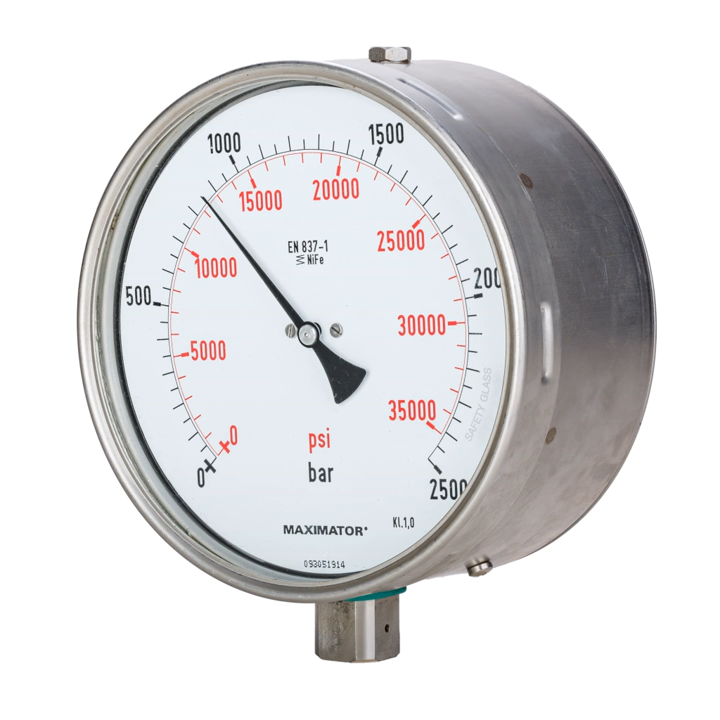 1000
1500
20000
15000
25000
EN 837-1
NiFe
10000
200
500
30000
5000
SAFETY GLASS
35000
0
psi
0
bar
2500
Kl.1,0
MAXIMATOR®
093051914